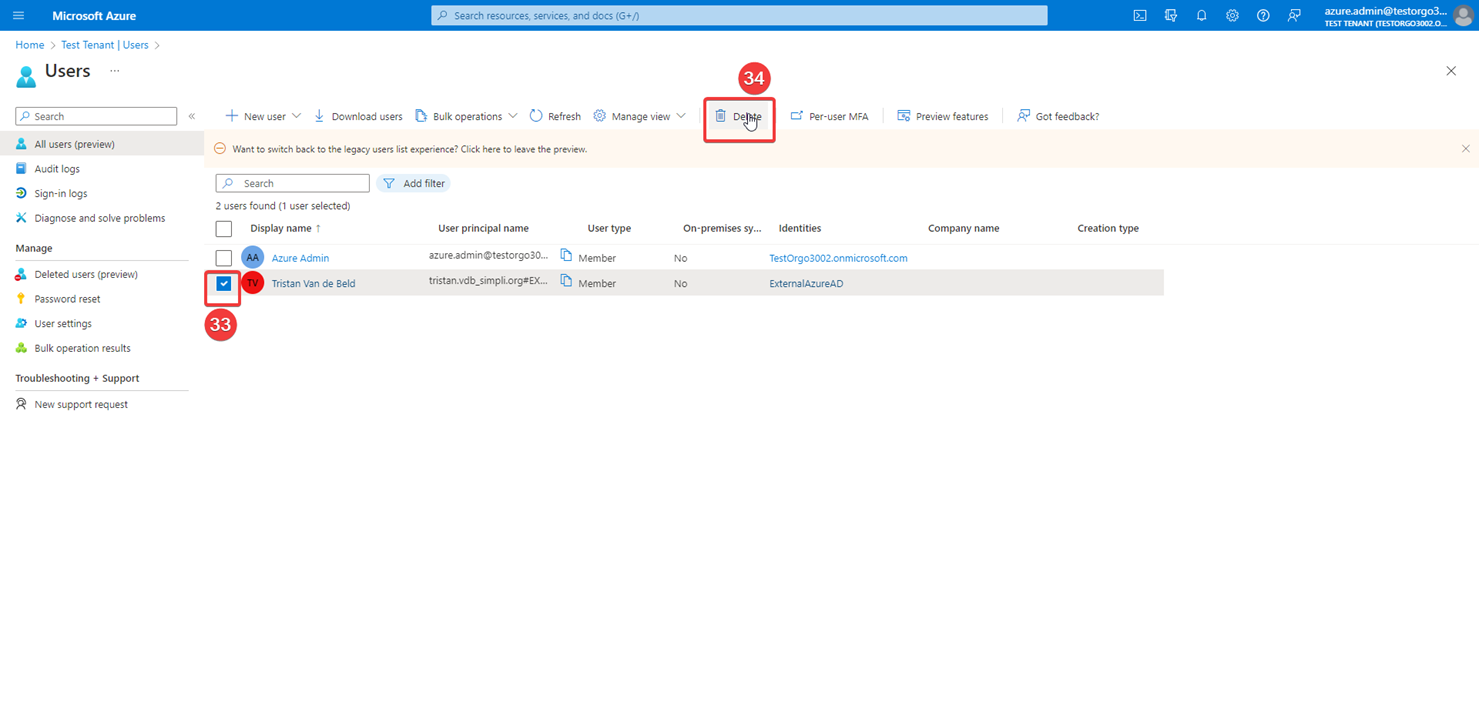 Microsoft Azure
Search resources, services, and docs (G+/)
azure.admin@testorgo3...
TEST TENANT (TESTORGO3002.O...
Home > Test Tenant | Users >
Users ...
34
Search «
New user Download users Bulk operations Refresh Manage view Delete Per-user MFA Preview features Got feedback?
All users (preview)
Audit logs
Sign-in logs
Diagnose and solve problems
Manage
Deleted users (preview)
Password reset
User settings
Bulk operation results
Troubleshooting + Support
New support request
Want to switch back to the legacy users list experience? Click here to leave the preview.
Search Add filter
2 users found (1 user selected)
Display name ↑ User principal name User type On-premises sy... Identities Company name Creation type
AA Azure Admin azure.admin@testorgo30... Member No TestOrgo3002.onmicrosoft.com
TV Tristan Van de Beld tristan.vdb_simpli.org#EX... Member No ExternalAzureAD
33